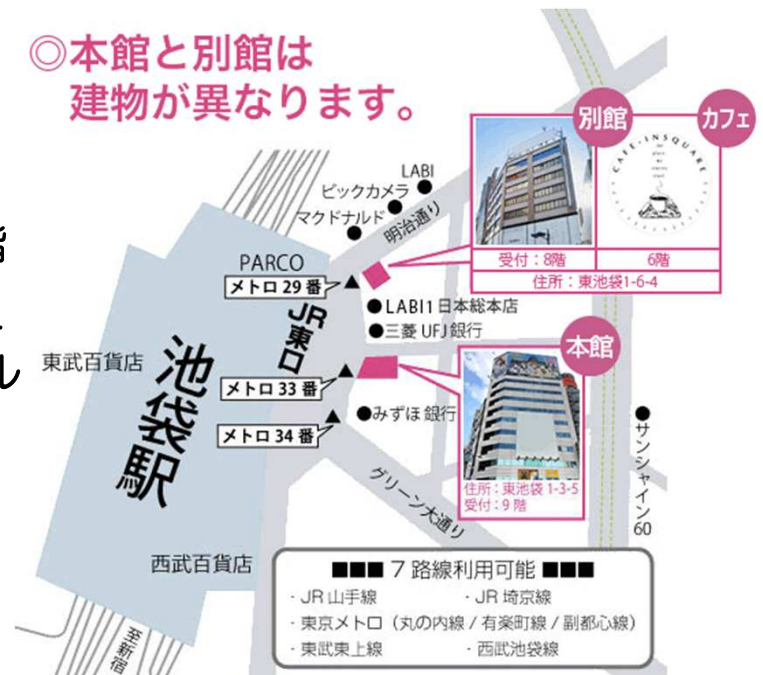 ◎本館と別館は
建物が異なります。
別館
カフェ
CAFE・INSQUARE
受付：8階
6階
住所：東池袋1-6-4
LABI
ビックカメラ
マクドナルド
明治通り
PARCO
メトロ 29 番
JR東口
LABI1 日本総本店
三菱 UFJ 銀行
階
ル
東武百貨店
池袋駅
メトロ 33 番
本館
みずほ 銀行
メトロ 34 番
住所：東池袋 1-3-5
受付：9 階
サンシャイン60
グリーン大通り
西武百貨店
至新宿
■■■ 7 路線利用可能 ■■■
· JR 山手線
· JR 埼京線
· 東京メトロ（丸の内線 / 有楽町線 / 副都心線）
· 東武東上線
· 西武池袋線